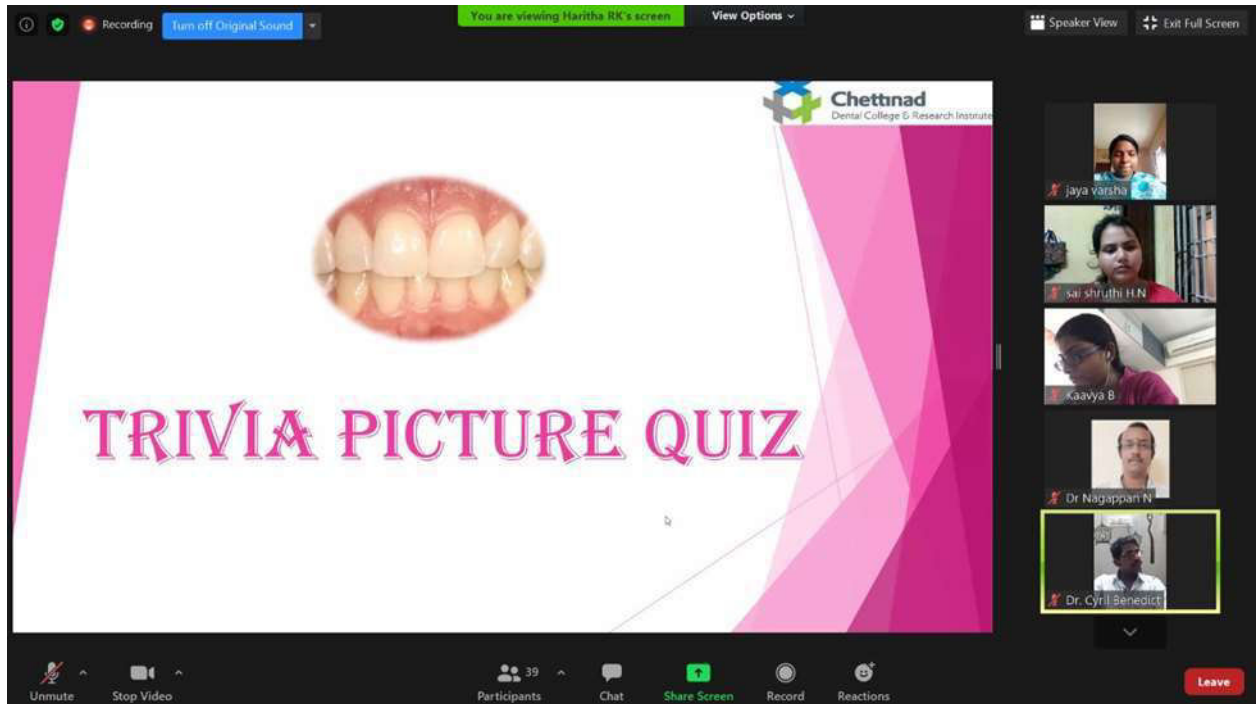 Recording
Turn off Original Sound
You are viewing Haritha RK's screen
View Options
Speaker View
Exit Full Screen
Chettinad
Dental College & Research Institute
TRIVIA PICTURE QUIZ
jaya varsha
sai shruthi H.N
Kaavya B
Dr Nagappan N
Dr. Cyril Benedict
Unmute
Stop Video
39
Participants
Chat
Share Screen
Record
Reactions
Leave